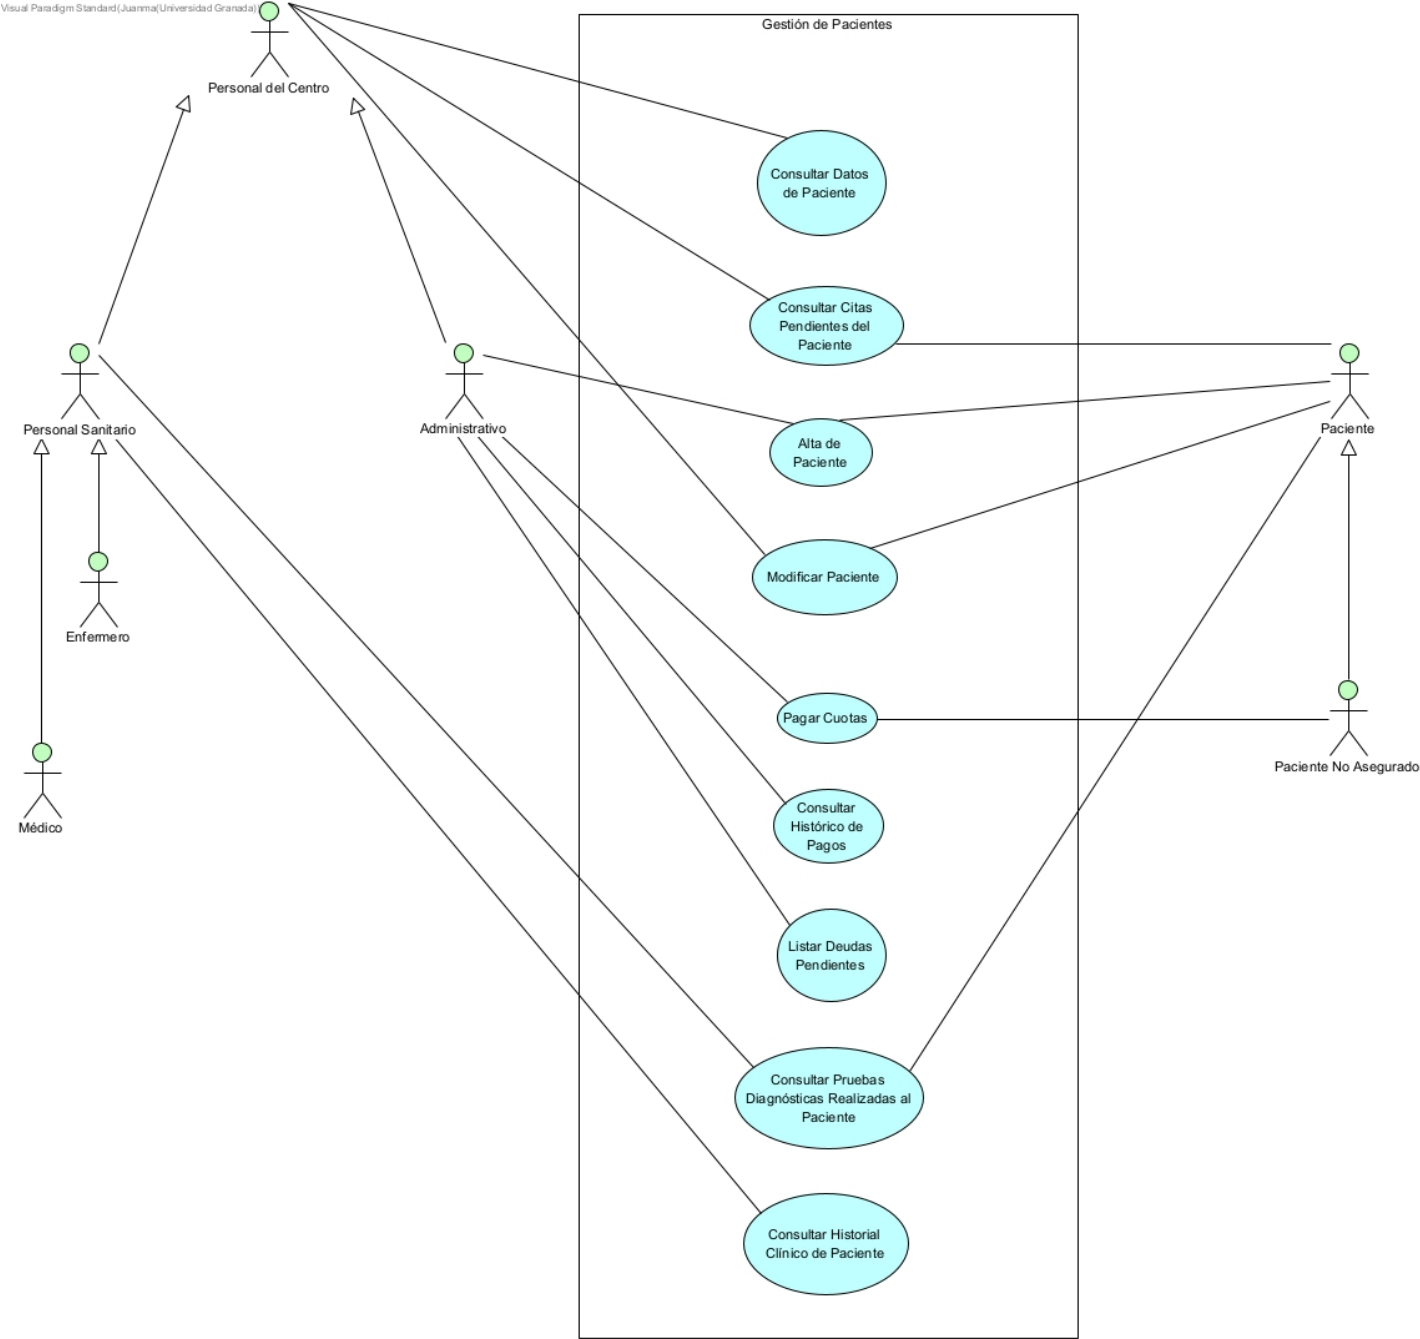 Visual Paradigm Standard(Juanma(Universidad Granada))
Gestión de Pacientes
Personal del Centro
Consultar Datos
de Paciente
Consultar Citas
Pendientes del
Paciente
Personal Sanitario
Administrativo
Paciente
Alta de
Paciente
Modificar Paciente
Enfermero
Pagar Cuotas
Paciente No Asegurado
Médico
Consultar
Histórico de
Pagos
Listar Deudas
Pendientes
Consultar Pruebas
Diagnósticas Realizadas al
Paciente
Consultar Historial
Clínico de Paciente